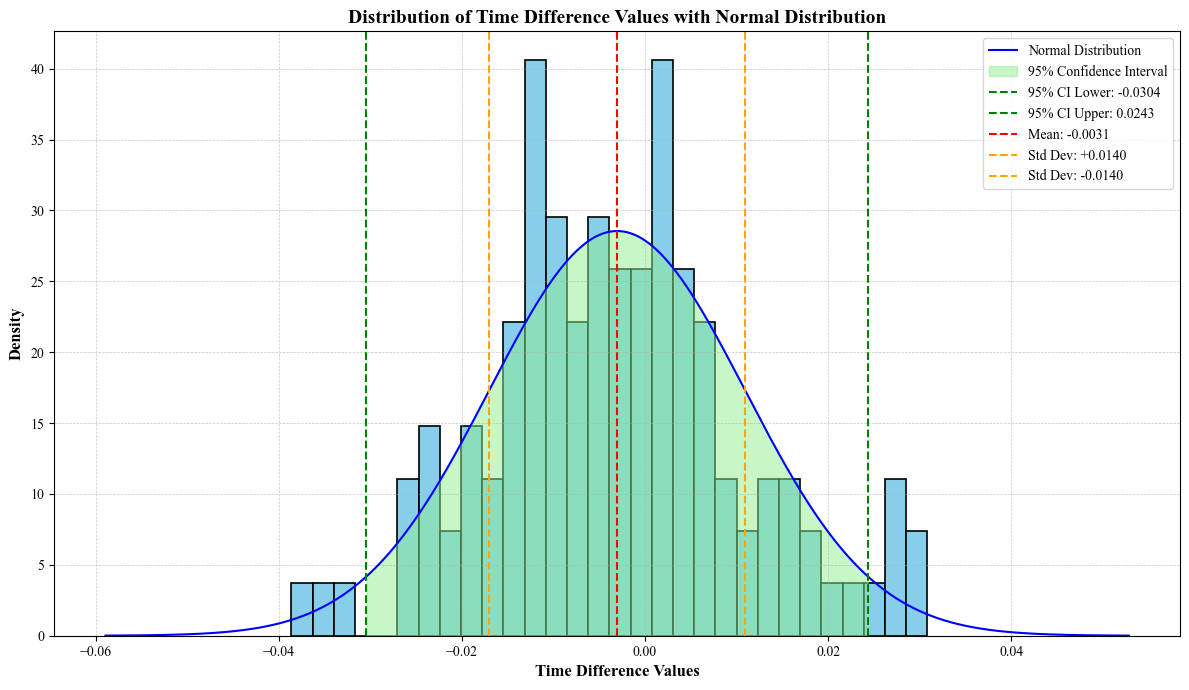 Distribution of Time Difference Values with Normal Distribution
Normal Distribution
95% Confidence Interval
95% CI Lower: -0.0304
95% CI Upper: 0.0243
Mean: -0.0031
Std Dev: +0.0140
Std Dev: -0.0140
Density
40
35
30
25
20
15
10
5
0
−0.06
−0.04
−0.02
0.00
0.02
0.04
Time Difference Values